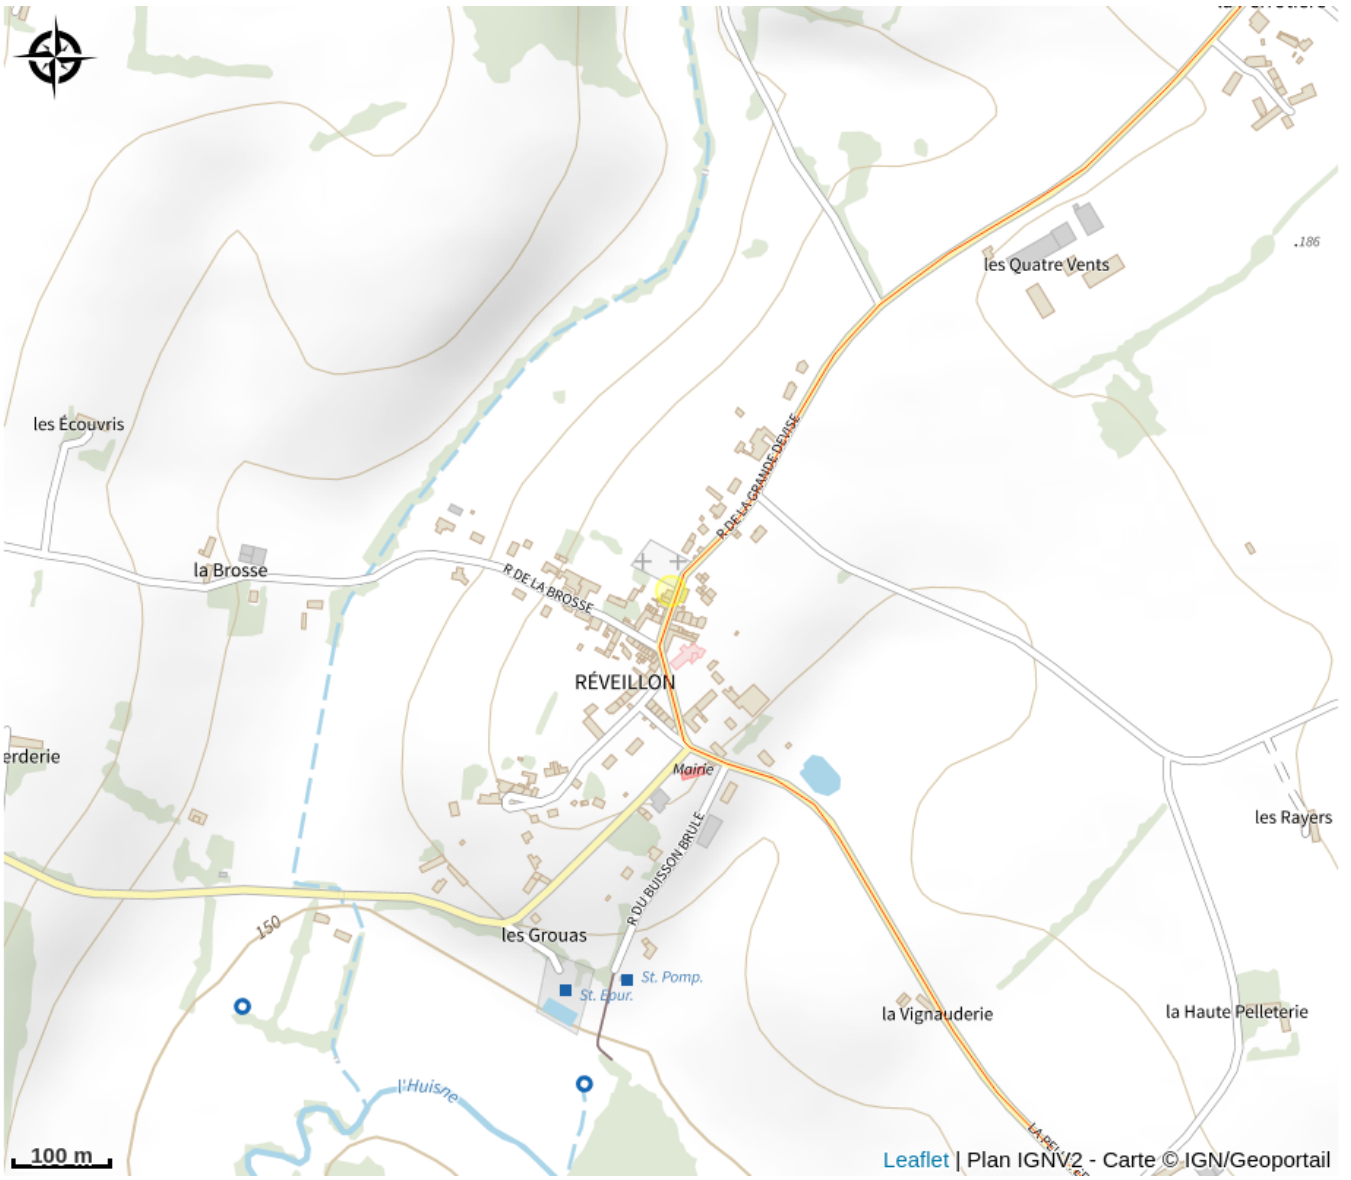 .186
les Quatre Vents
les Écouvris
R DE LA GRANDE DEVISE
la Brosse
R DE LA BROSSE
RÉVEILLON
erderie
Mairie
les Rayers
R DU BUISSON BRULE
150
les Grouas
St. Pomp.
St. Epur.
la Vignauderie
la Haute Pelleterie
l'Huisne
100 m
Leaflet | Plan IGNV2 - Carte © IGN/Geoportail